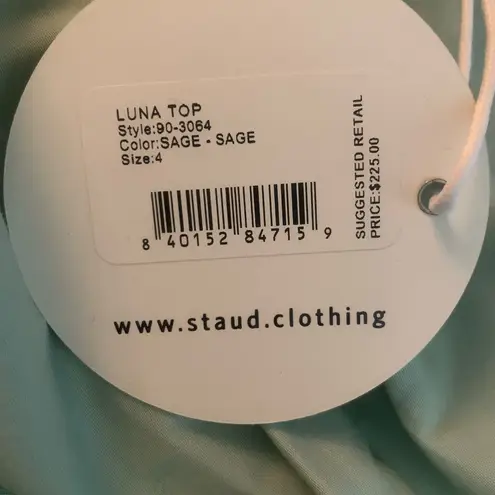 LUNA TOP
Style:90-3064
Color:SAGE - SAGE
Size:4
8 40152 84715 9
SUGGESTED RETAIL
PRICE:$225.00
www.staud.clothing